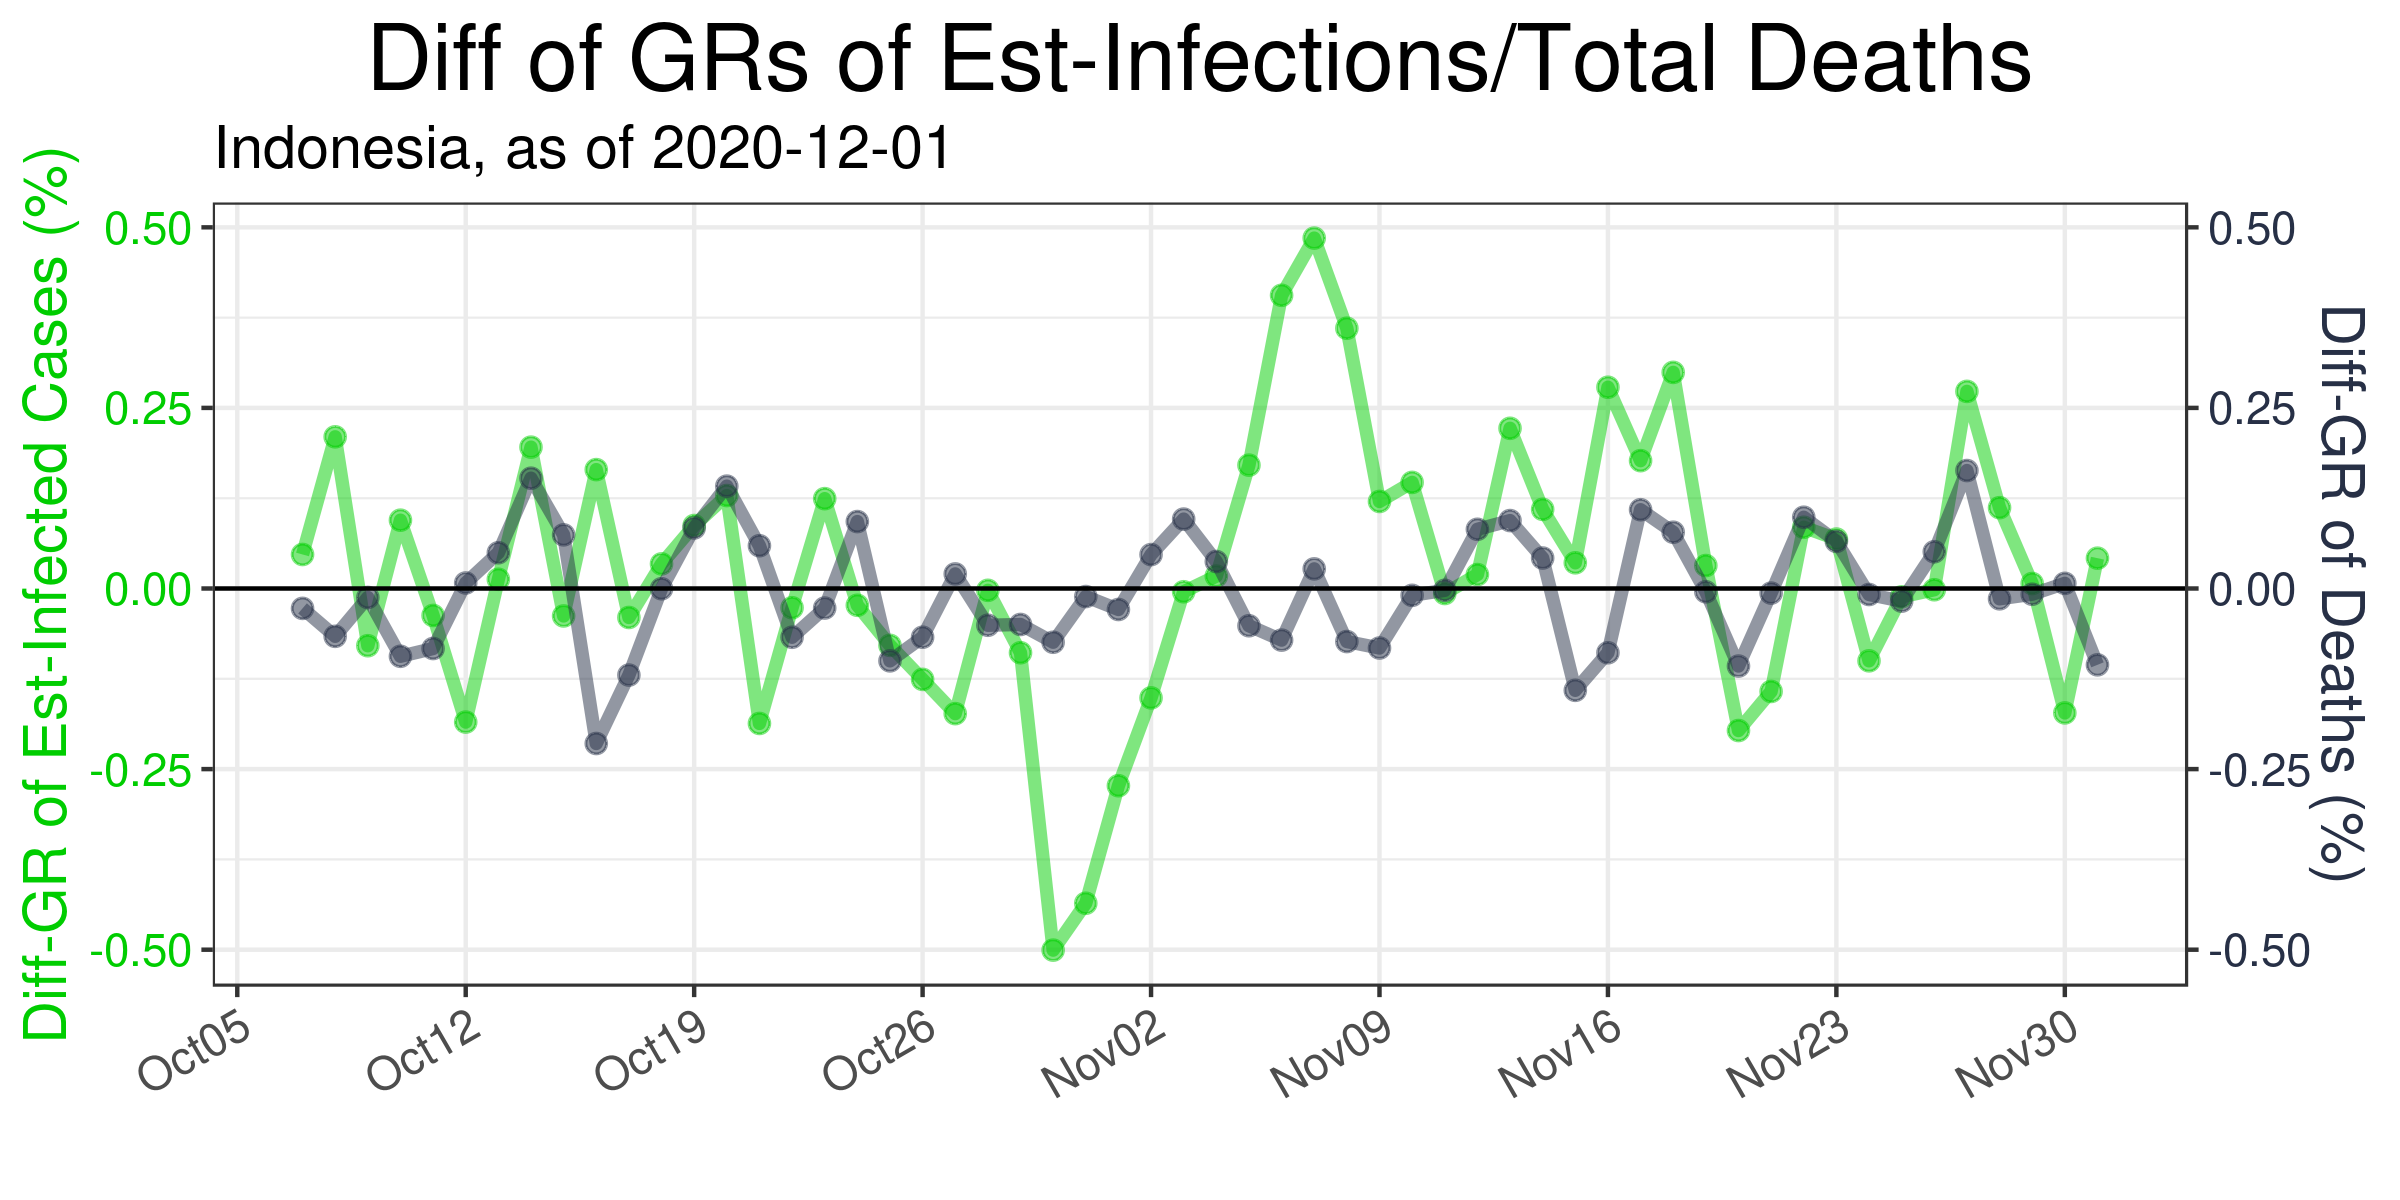 Diff of GRs of Est-Infections/Total Deaths
Indonesia, as of 2020-12-01
Diff-GR of Est-Infected Cases (%)
0.50
0.25
0.00
-0.25
-0.50
0.50
0.25
0.00
-0.25
-0.50
Diff-GR of Deaths (%)
Oct05
Oct12
Oct19
Oct26
Nov02
Nov09
Nov16
Nov23
Nov30